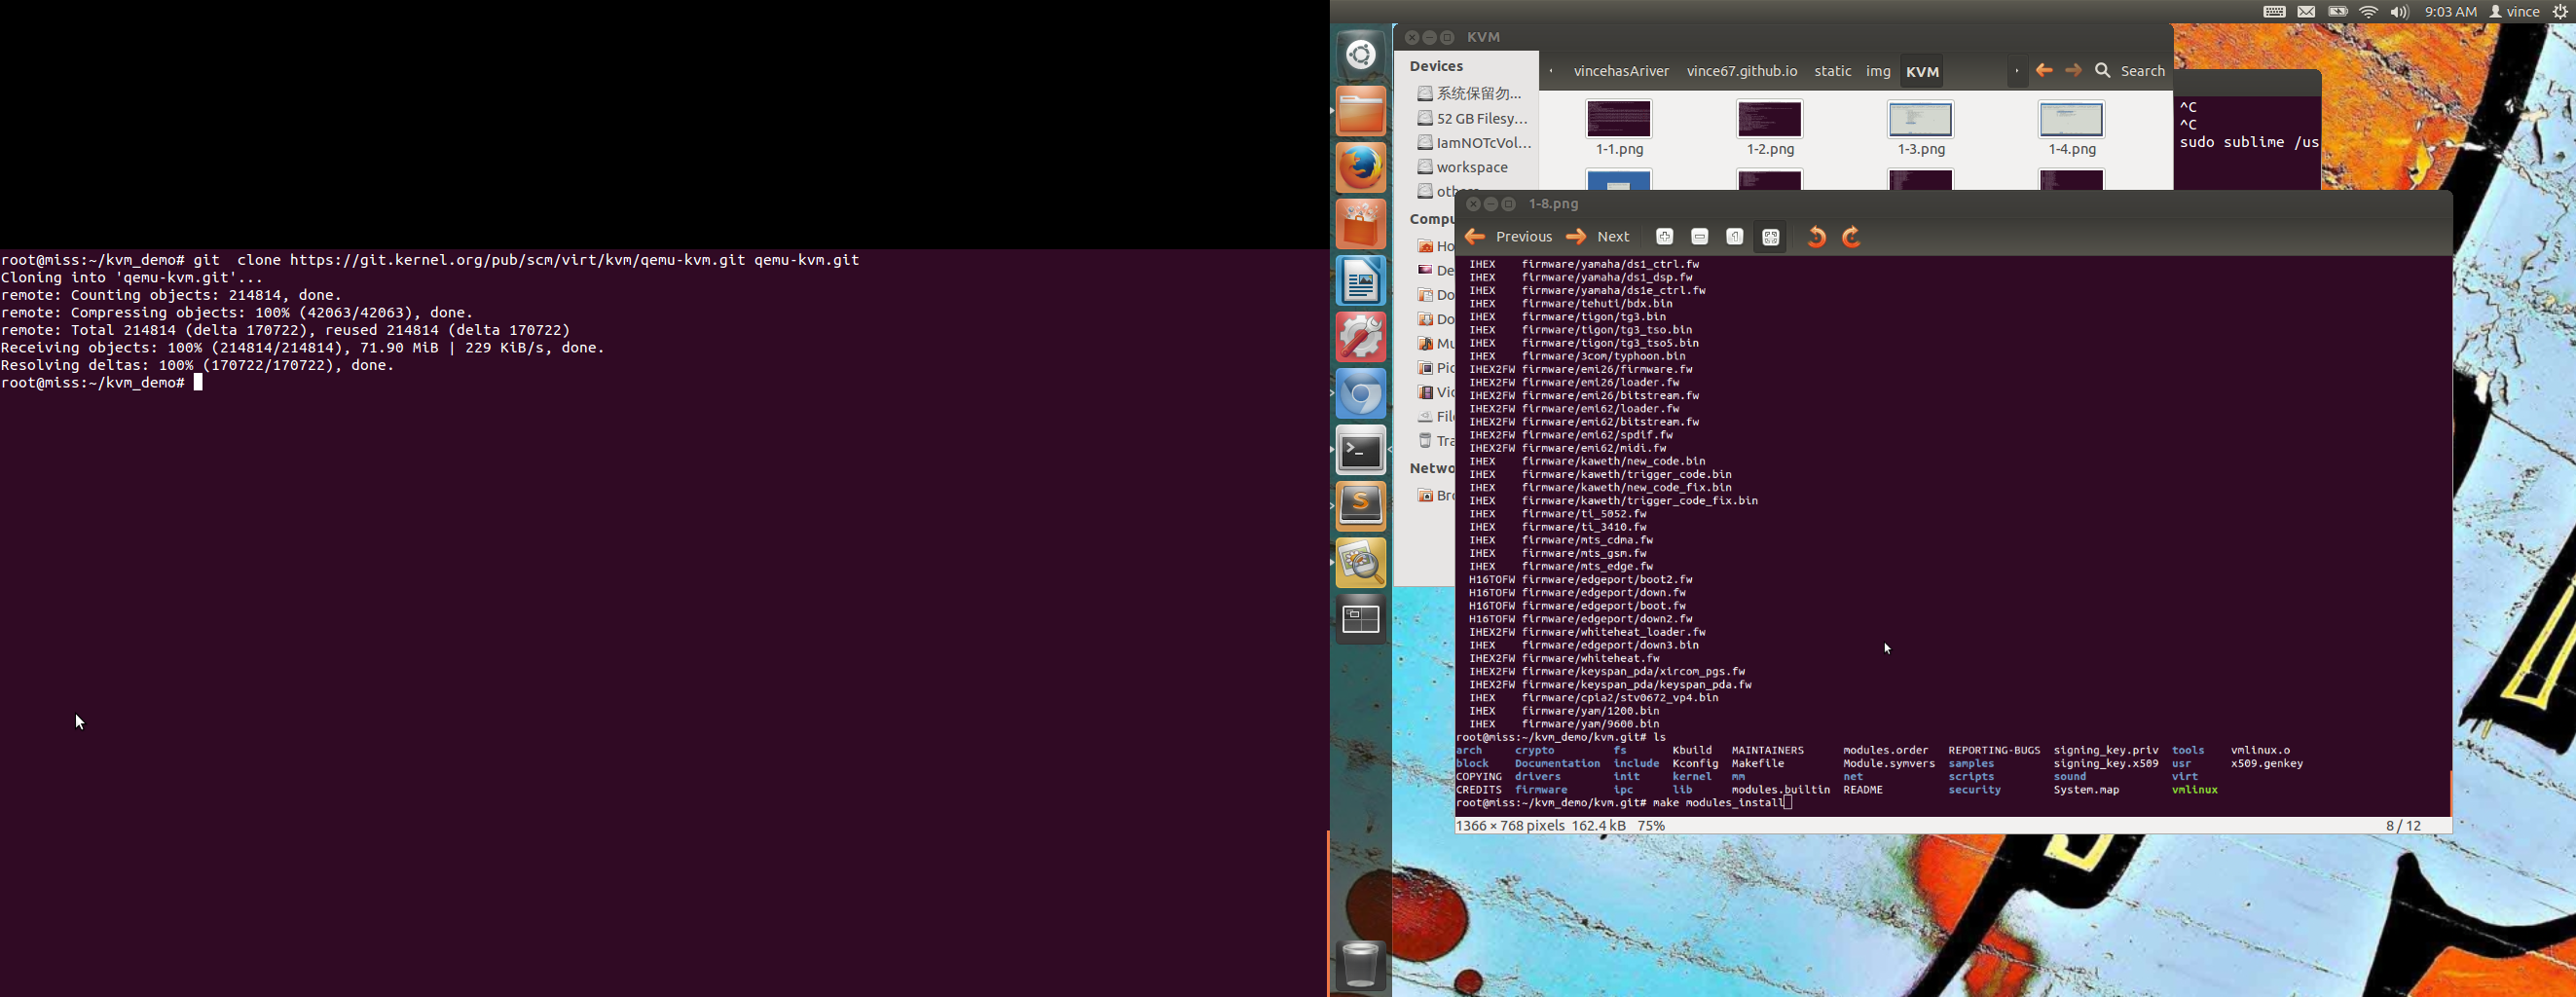 root@miss:~/kvm_demo# git  clone https://git.kernel.org/pub/scm/virt/kvm/qemu-kvm.git qemu-kvm.git
Cloning into 'qemu-kvm.git'...
remote: Counting objects: 214814, done.
remote: Compressing objects: 100% (42063/42063), done.
remote: Total 214814 (delta 170722), reused 214814 (delta 170722)
Receiving objects: 100% (214814/214814), 71.90 MiB | 229 KiB/s, done.
Resolving deltas: 100% (170722/170722), done.
root@miss:~/kvm_demo#
9:03 AM vince
KVM
Devices
系统保留勿...
52 GB Filesy...
IamNOTcVol...
workspace
oth
Compu
Ho
De
Do
Do
Mu
Pic
Vid
File
Tra
Netwo
Bro
vincehasAriver vince67.github.io static img KVM Search
1-1.png 1-2.png 1-3.png 1-4.png
^C
^C
sudo sublime /us
1-8.png
Previous Next
IHEX firmware/yamaha/ds1_ctrl.fw
IHEX firmware/yamaha/ds1_dsp.fw
IHEX firmware/yamaha/ds1e_ctrl.fw
IHEX firmware/tehuti/bdx.bin
IHEX firmware/tigon/tg3.bin
IHEX firmware/tigon/tg3_tso.bin
IHEX firmware/tigon/tg3_tso5.bin
IHEX firmware/3com/typhoon.bin
IHEX2FW firmware/emi26/firmware.fw
IHEX2FW firmware/emi26/loader.fw
IHEX2FW firmware/emi26/bitstream.fw
IHEX2FW firmware/emi62/loader.fw
IHEX2FW firmware/emi62/bitstream.fw
IHEX2FW firmware/emi62/spdif.fw
IHEX2FW firmware/emi62/midi.fw
IHEX firmware/kaweth/new_code.bin
IHEX firmware/kaweth/trigger_code.bin
IHEX firmware/kaweth/new_code_fix.bin
IHEX firmware/kaweth/trigger_code_fix.bin
IHEX firmware/ti_5052.fw
IHEX firmware/ti_3410.fw
IHEX firmware/mts_cdma.fw
IHEX firmware/mts_gsm.fw
IHEX firmware/mts_edge.fw
H16TOFW firmware/edgeport/boot2.fw
H16TOFW firmware/edgeport/down.fw
H16TOFW firmware/edgeport/boot.fw
H16TOFW firmware/edgeport/down2.fw
IHEX2FW firmware/whiteheat_loader.fw
IHEX firmware/edgeport/down3.bin
IHEX2FW firmware/whiteheat.fw
IHEX2FW firmware/keyspan_pda/xircom_pgs.fw
IHEX2FW firmware/keyspan_pda/keyspan_pda.fw
IHEX firmware/cpia2/stv0672_vp4.bin
IHEX firmware/yam/1200.bin
IHEX firmware/yam/9600.bin
root@miss:~/kvm_demo/kvm.git# ls
arch crypto fs Kbuild MAINTAINERS modules.order REPORTING-BUGS signing_key.priv tools vmlinux.o
block Documentation include Kconfig Makefile Module.symvers samples signing_key.x509 usr x509.genkey
COPYING drivers init kernel mm net scripts sound virt
CREDITS firmware ipc lib modules.builtin README security System.map vmlinux
root@miss:~/kvm_demo/kvm.git# make modules_install
1366 × 768 pixels 162.4 kB 75% 8 / 12